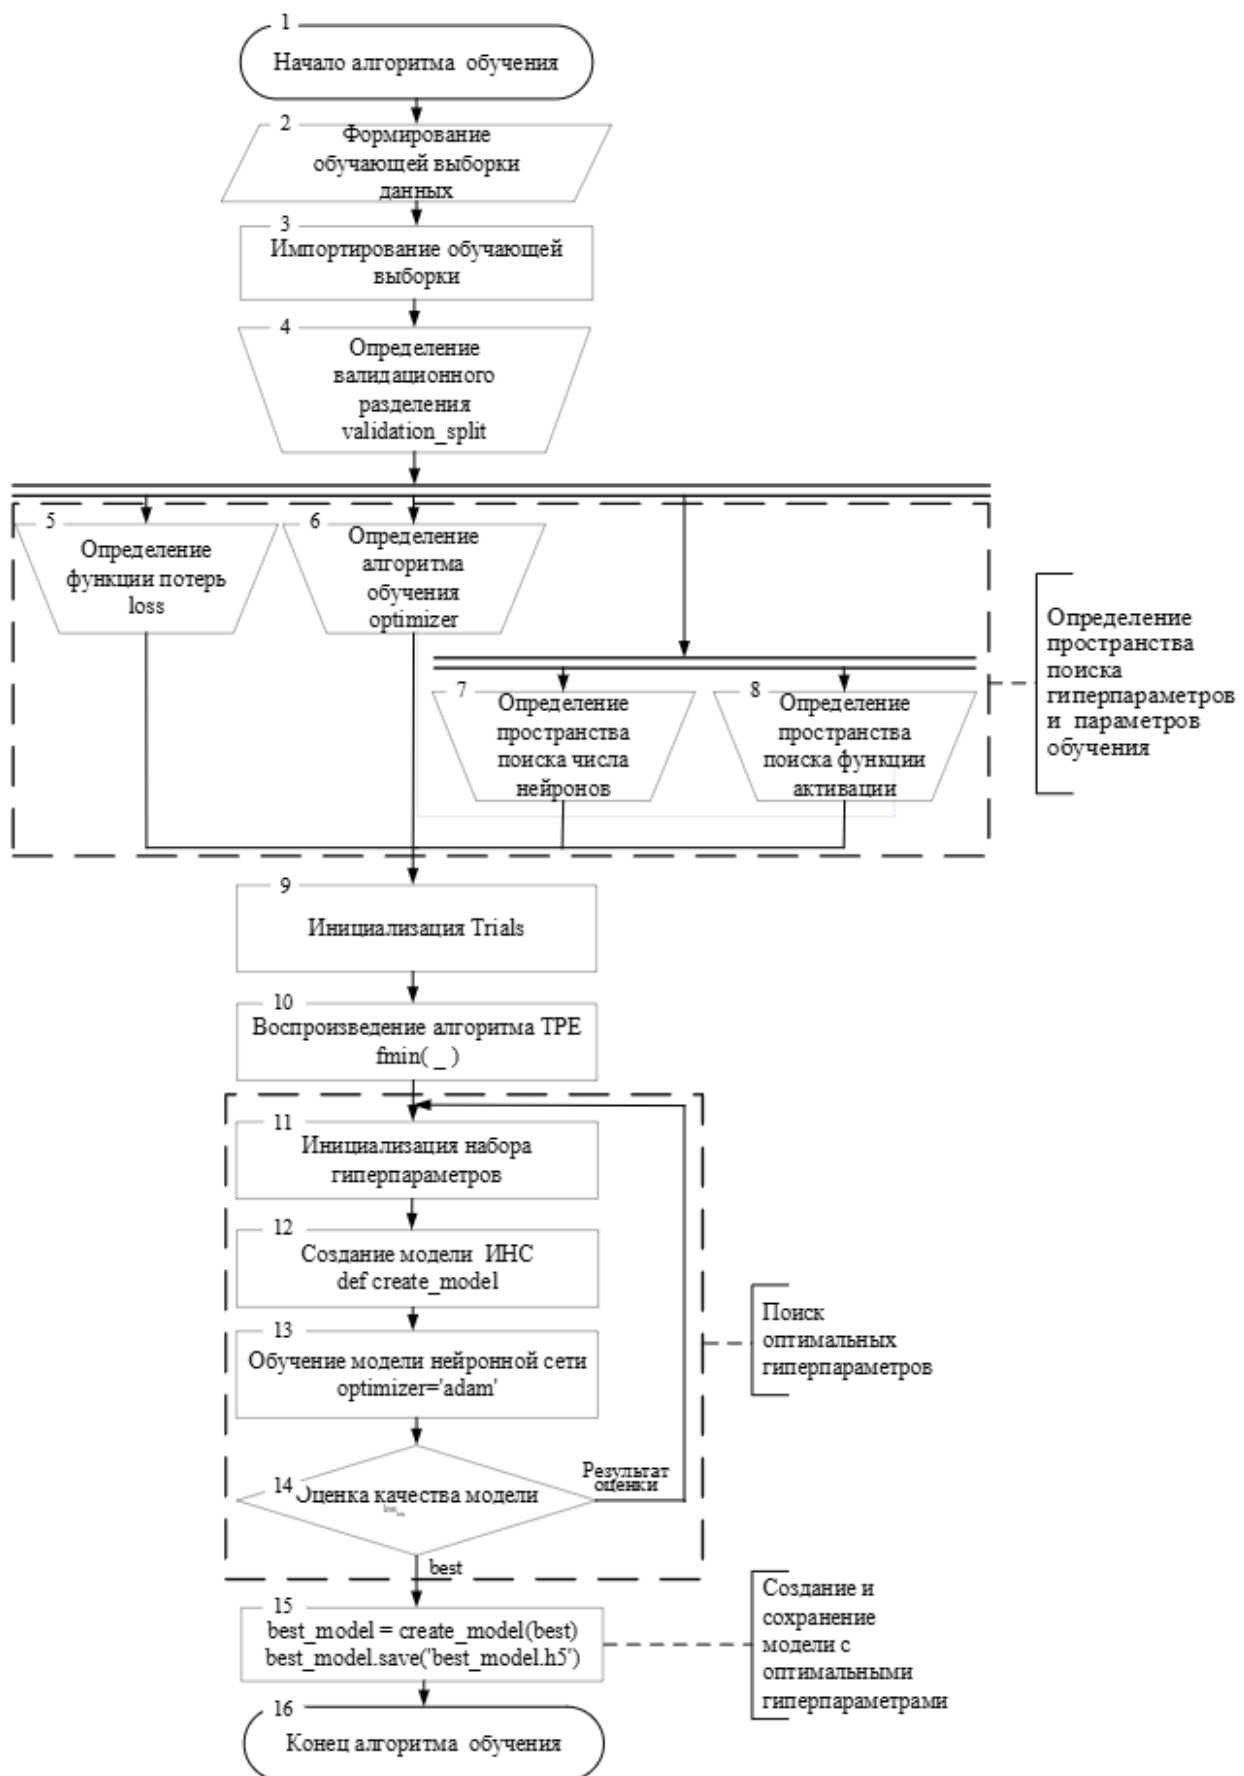 1
Начало алгоритма обучения
2
Формирование
обучающей выборки
данных
3
Импортирование обучающей
выборки
4
Определение
валидационного
разделения
validation_split
5
Определение
функции потерь
loss
6
Определение
алгоритма
обучения
optimizer
7
Определение
пространства
поиска числа
нейронов
8
Определение
пространства
поиска функции
активации
Определение
пространства
поиска
гиперпараметров
и параметров
обучения
9
Инициализация Trials
10
Воспроизведение алгоритма TPE
fmin( _ )
11
Инициализация набора
гиперпараметров
12
Создание модели ИНС
def create_model
13
Обучение модели нейронной сети
optimizer='adam'
Поиск
оптимальных
гиперпараметров
14
Оценка качества модели
Результат
оценки
best
15
best_model = create_model(best)
best_model.save('best_model.h5')
Создание и
сохранение
модели с
оптимальными
гиперпараметрами
16
Конец алгоритма обучения